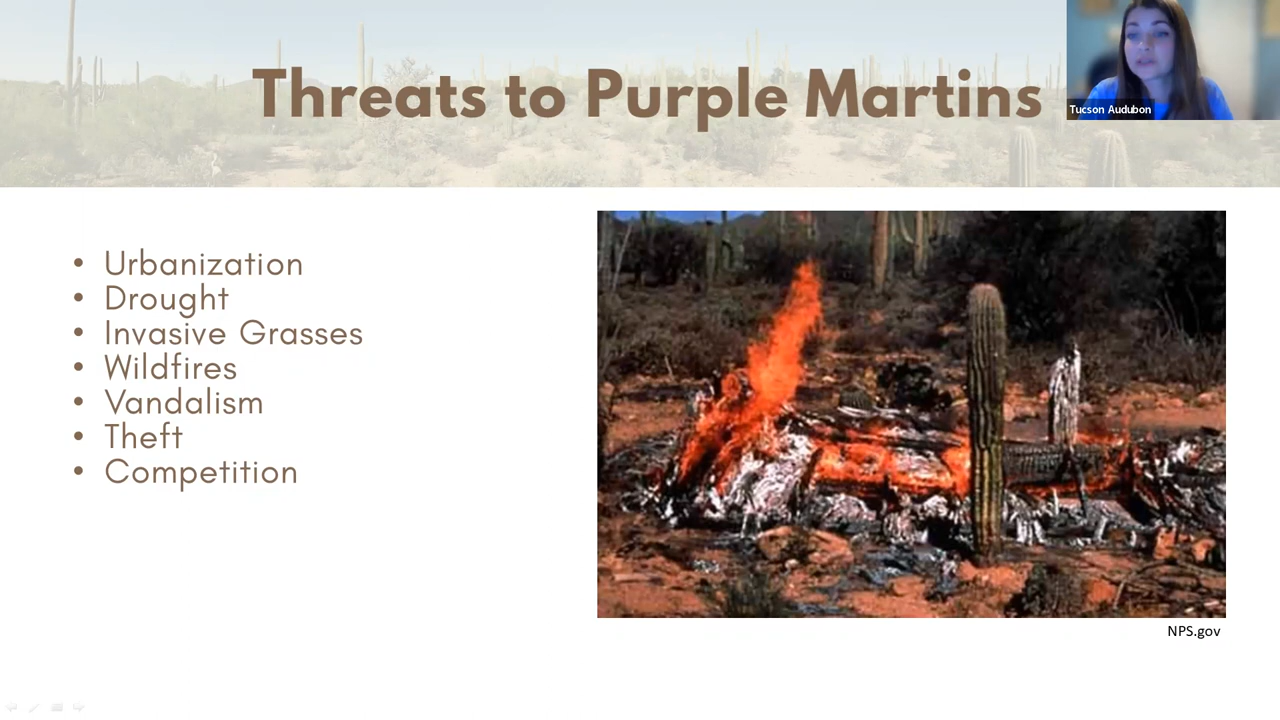 Threats to Purple Martins
Tucson Audubon
• Urbanization
• Drought
• Invasive Grasses
• Wildfires
• Vandalism
• Theft
• Competition
NPS.gov